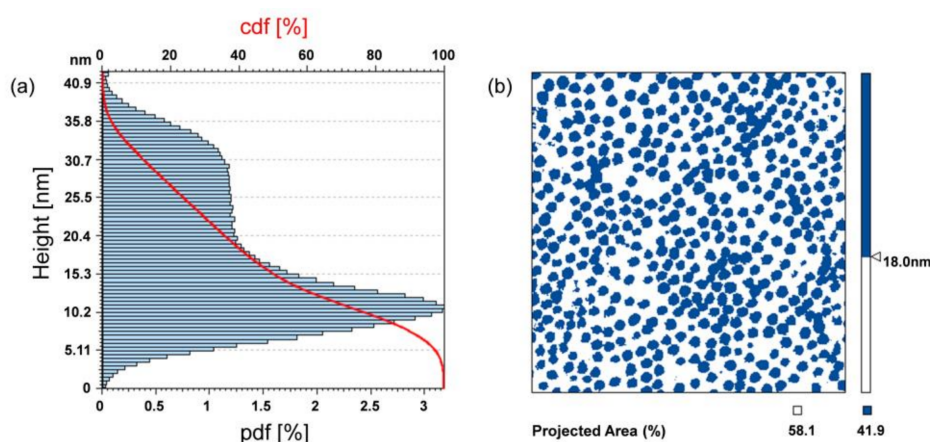 cdf [%]
nm 0 20 40 60 80 100
(a)
40.9
35.8
30.7
25.5
20.4
15.3
10.2
5.11
0
Height [nm]
0 0.5 1 1.5 2 2.5 3
pdf [%]
(b)
18.0nm
Projected Area (%) 58.1 41.9